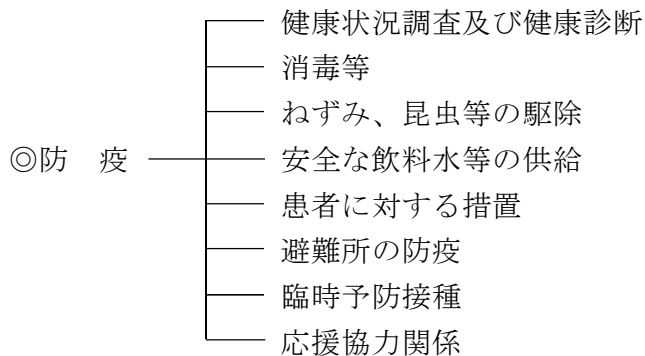 健康状況調査及び健康診断
消毒等
ねずみ、昆虫等の駆除
◎防　疫
安全な飲料水等の供給
患者に対する措置
避難所の防疫
臨時予防接種
応援協力関係